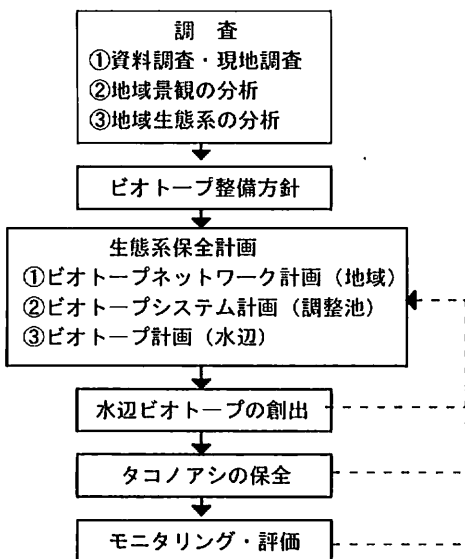 調　査
①資料調査・現地調査
②地域景観の分析
③地域生態系の分析
ビオトープ整備方針
生態系保全計画
①ビオトープネットワーク計画（地域）
②ビオトープシステム計画（調整池）
③ビオトープ計画（水辺）
水辺ビオトープの創出
タコノアシの保全
モニタリング・評価